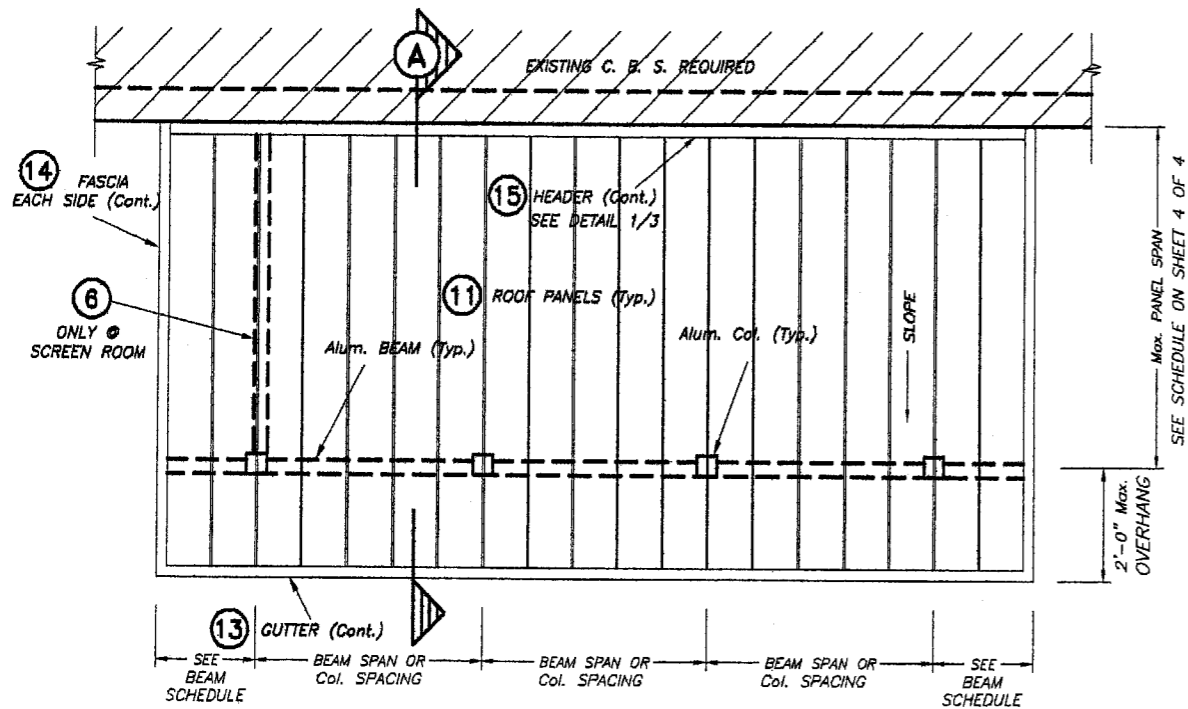 A
EXISTING C. B. S. REQUIRED
14
FASCIA
EACH SIDE (Cont.)
15
HEADER (Cont.)
SEE DETAIL 1/3
6
ONLY @
SCREEN ROOM
11
ROOF PANELS (Typ.)
Alum. BEAM (Typ.)
Alum. Col. (Typ.)
SLOPE
Max. PANEL SPAN
SEE SCHEDULE ON SHEET 4 OF 4
2'-0" Max.
OVERHANG
13
GUTTER (Cont.)
SEE
BEAM
SCHEDULE
BEAM SPAN OR
Col. SPACING
BEAM SPAN OR
Col. SPACING
BEAM SPAN OR
Col. SPACING
SEE
BEAM
SCHEDULE